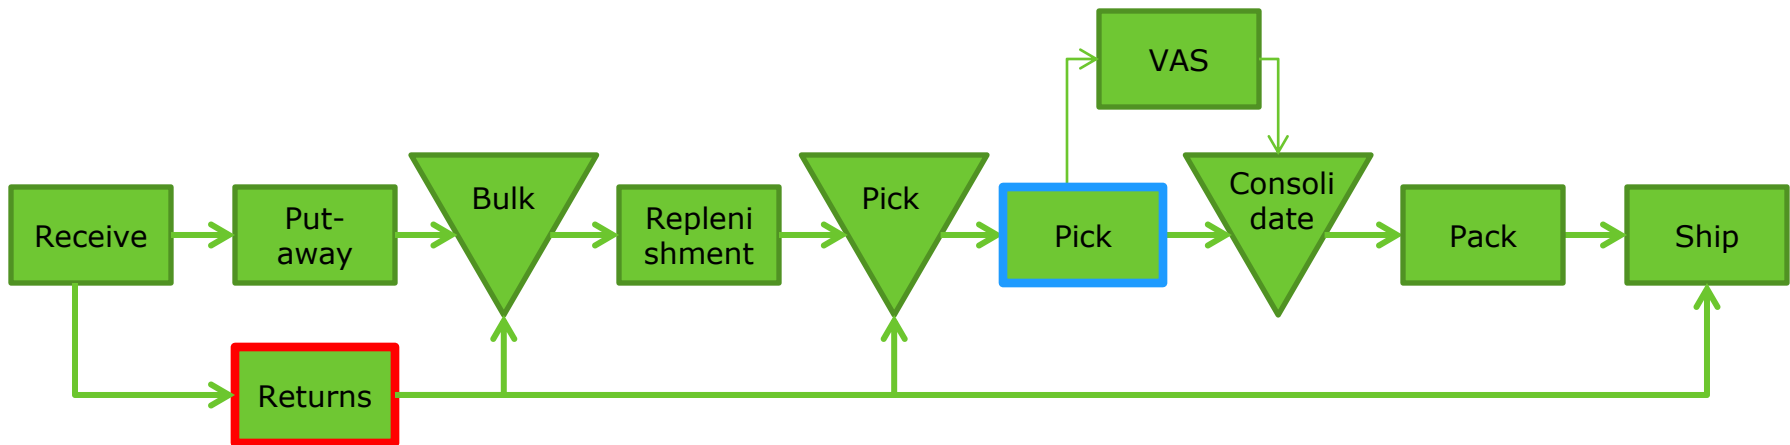 VAS
Receive
Put-
away
Bulk
Repleni
shment
Pick
Pick
Consoli
date
Pack
Ship
Returns